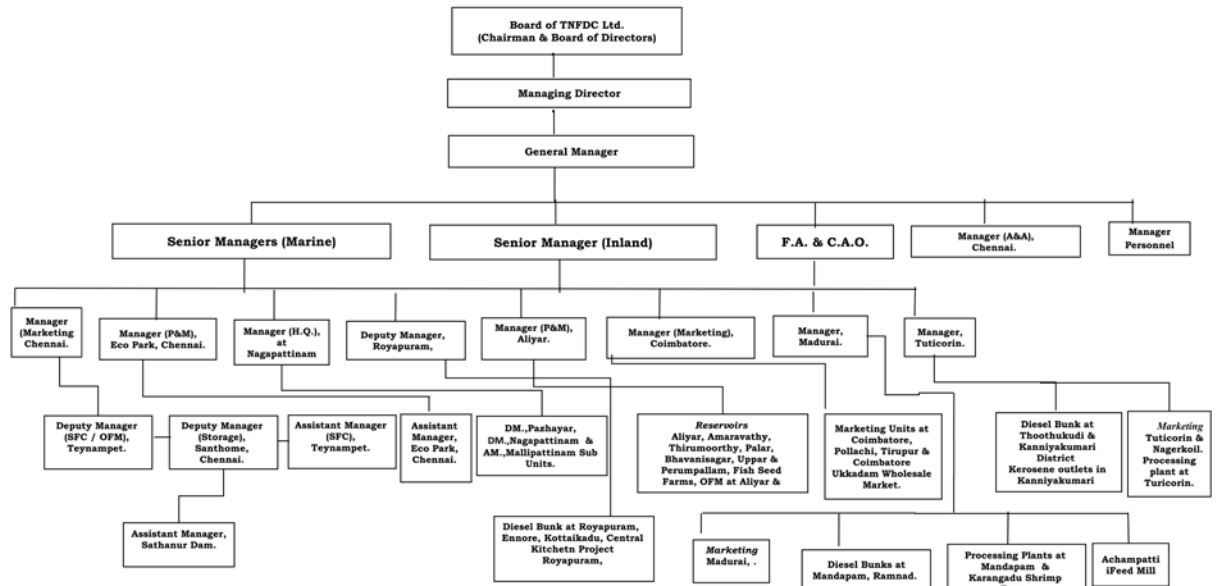 Board of TNFDC Ltd.
(Chairman & Board of Directors)
Managing Director
General Manager
Senior Managers (Marine)
Senior Manager (Inland)
F.A. & C.A.O.
Manager (A&A),
Chennai.
Manager
Personnel
Manager
(Marketing
Chennai.
Manager (P&M),
Eco Park, Chennai.
Manager (H.Q.),
at
Nagapattinam
Deputy Manager,
Royapuram,
Manager (P&M),
Aliyar.
Manager (Marketing),
Coimbatore.
Manager,
Madurai.
Manager,
Tuticorin.
Deputy Manager
(SFC / OFM),
Teynampet.
Deputy Manager
(Storage),
Santhome,
Chennai.
Assistant Manager
(SFC),
Teynampet.
Assistant
Manager,
Eco Park,
Chennai.
DM.,Pazhayar,
DM.,Nagapattinam &
AM.,Mallipattinam Sub
Units.
Reservoirs
Aliyar, Amaravathy,
Thirumoorthy, Palar,
Bhavanisagar, Uppar &
Perumpallam, Fish Seed
Farms, OFM at Aliyar &
Marketing Units at
Coimbatore,
Pollachi, Tirupur &
Coimbatore
Ukkadam Wholesale
Market.
Diesel Bunk at
Thoothukudi &
Kanniyakumari
District
Kerosene outlets in
Kanniyakumari
Marketing
Tuticorin &
Nagerkoil.
Processing
plant at
Turicorin.
Assistant Manager,
Sathanur Dam.
Diesel Bunk at Royapuram,
Ennore, Kottaikadu, Central
Kitchetn Project
Royapuram,
Marketing
Madurai, .
Diesel Bunks at
Mandapam, Ramnad.
Processing Plants at
Mandapam &
Karangadu Shrimp
Achampatti
iFeed Mill